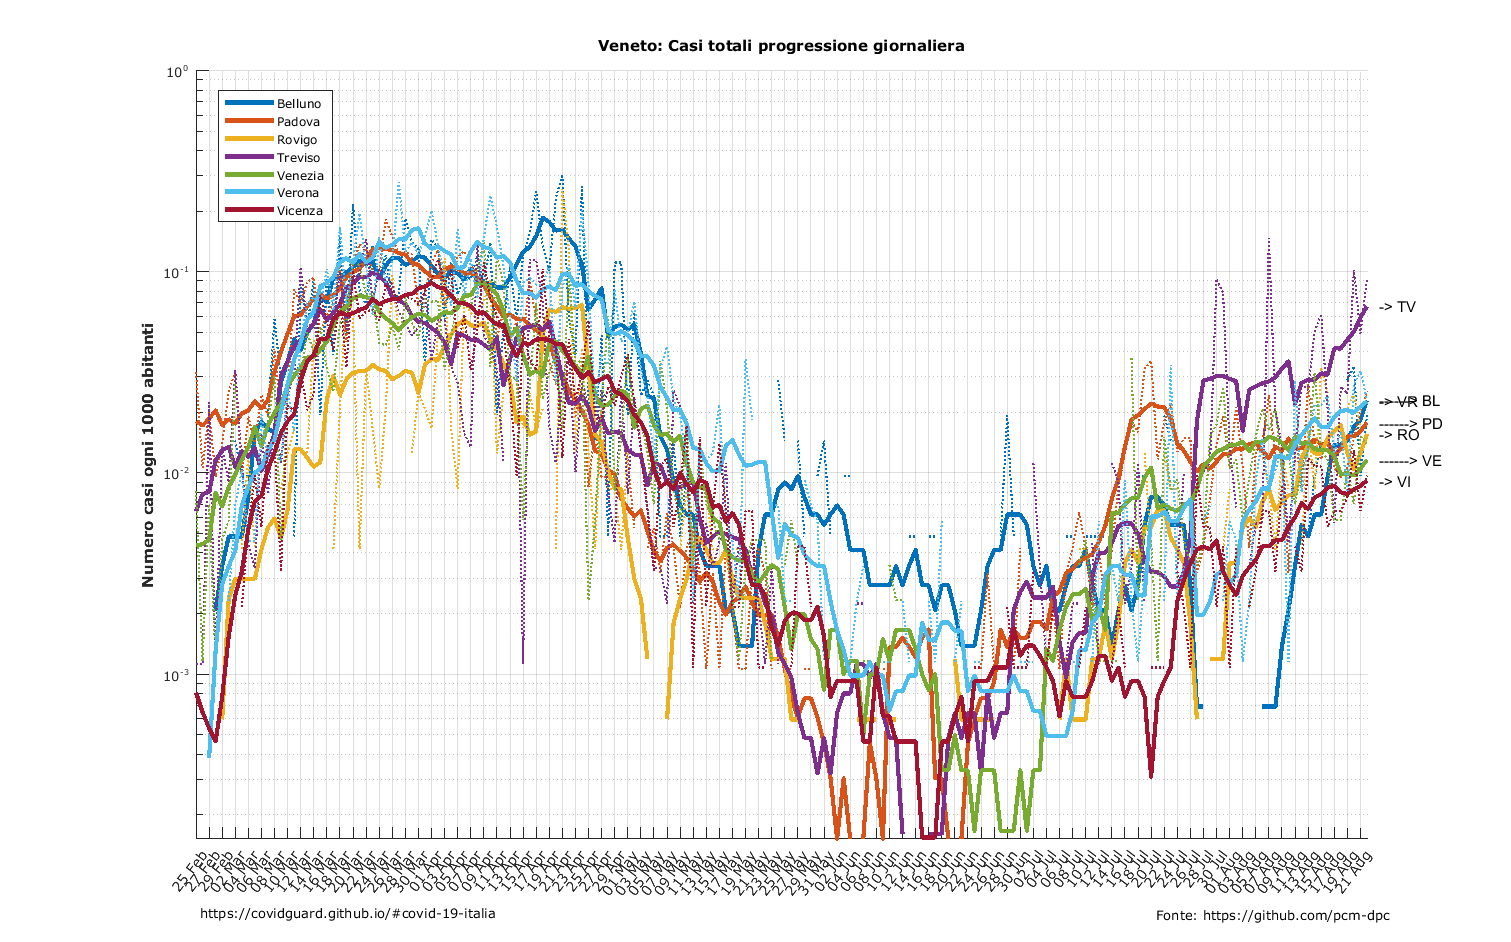 Veneto: Casi totali progressione giornaliera
10^0
10^-1
10^-2
10^-3
Numero casi ogni 1000 abitanti
Belluno
Padova
Rovigo
Treviso
Venezia
Verona
Vicenza
-> TV
-> VR
------> BL
------> PD
-> RO
------> VE
-> VI
25 Feb
27 Feb
29 Feb
02 Mar
04 Mar
06 Mar
08 Mar
10 Mar
12 Mar
14 Mar
16 Mar
18 Mar
20 Mar
22 Mar
24 Mar
26 Mar
28 Mar
30 Mar
01 Apr
03 Apr
05 Apr
07 Apr
09 Apr
11 Apr
13 Apr
15 Apr
17 Apr
19 Apr
21 Apr
23 Apr
25 Apr
27 Apr
29 Apr
01 May
03 May
05 May
07 May
09 May
11 May
13 May
15 May
17 May
19 May
21 May
23 May
25 May
27 May
29 May
31 May
02 Jun
04 Jun
06 Jun
08 Jun
10 Jun
12 Jun
14 Jun
16 Jun
18 Jun
20 Jun
22 Jun
24 Jun
26 Jun
28 Jun
30 Jun
02 Jul
04 Jul
06 Jul
08 Jul
10 Jul
12 Jul
14 Jul
16 Jul
18 Jul
20 Jul
22 Jul
24 Jul
26 Jul
28 Jul
30 Jul
01 Aug
03 Aug
05 Aug
07 Aug
09 Aug
11 Aug
13 Aug
15 Aug
17 Aug
19 Aug
21 Aug
https://covidguard.github.io/#covid-19-italia
Fonte: https://github.com/pcm-dpc